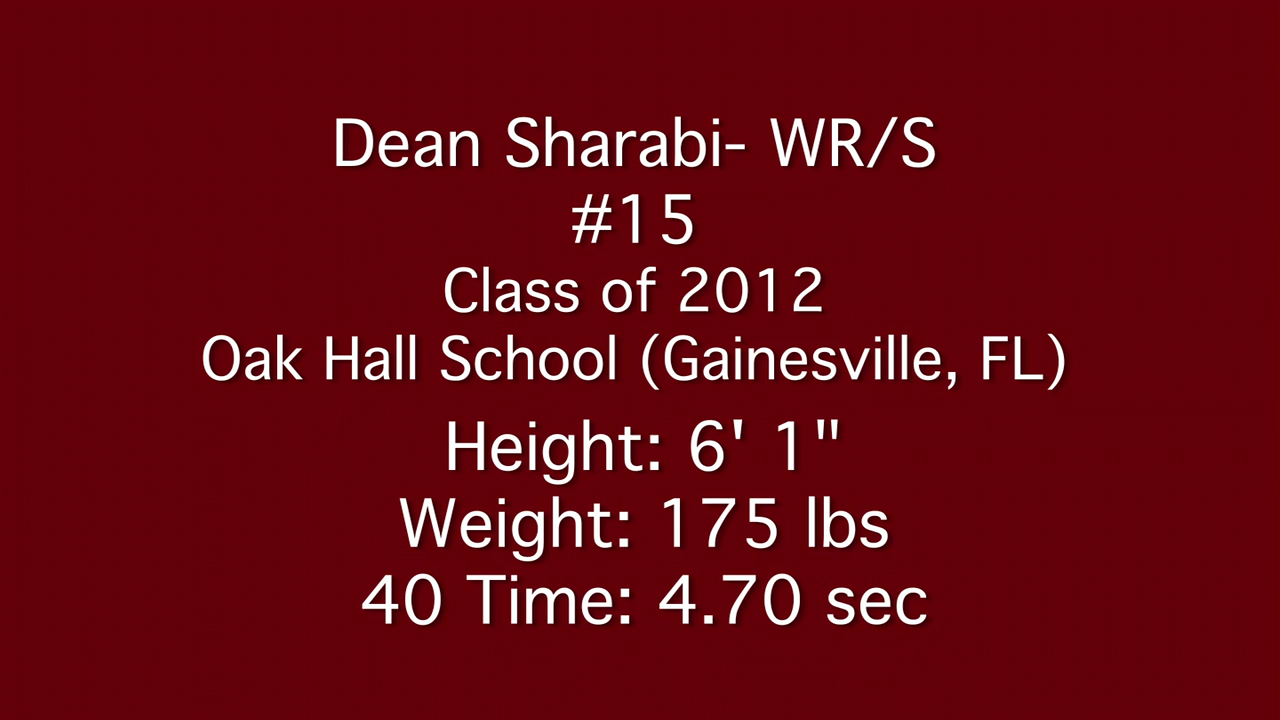 Dean Sharabi- WR/S
#15
Class of 2012
Oak Hall School (Gainesville, FL)
Height: 6' 1"
Weight: 175 lbs
40 Time: 4.70 sec